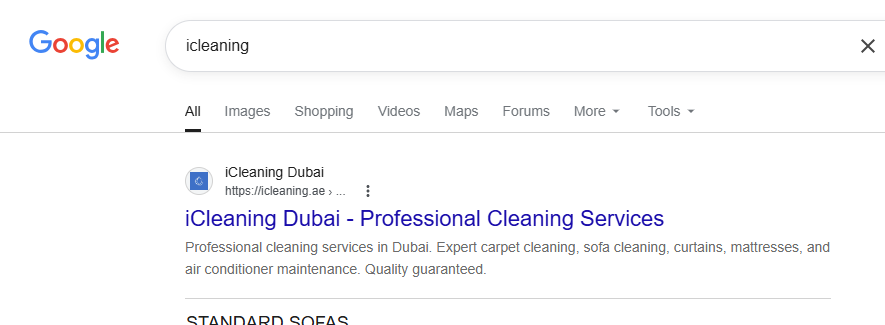 Google
icleaning
All Images Shopping Videos Maps Forums More Tools
iCleaning Dubai
https://icleaning.ae › ...
iCleaning Dubai - Professional Cleaning Services
Professional cleaning services in Dubai. Expert carpet cleaning, sofa cleaning, curtains, mattresses, and
air conditioner maintenance. Quality guaranteed.
STANDARD SOFAS